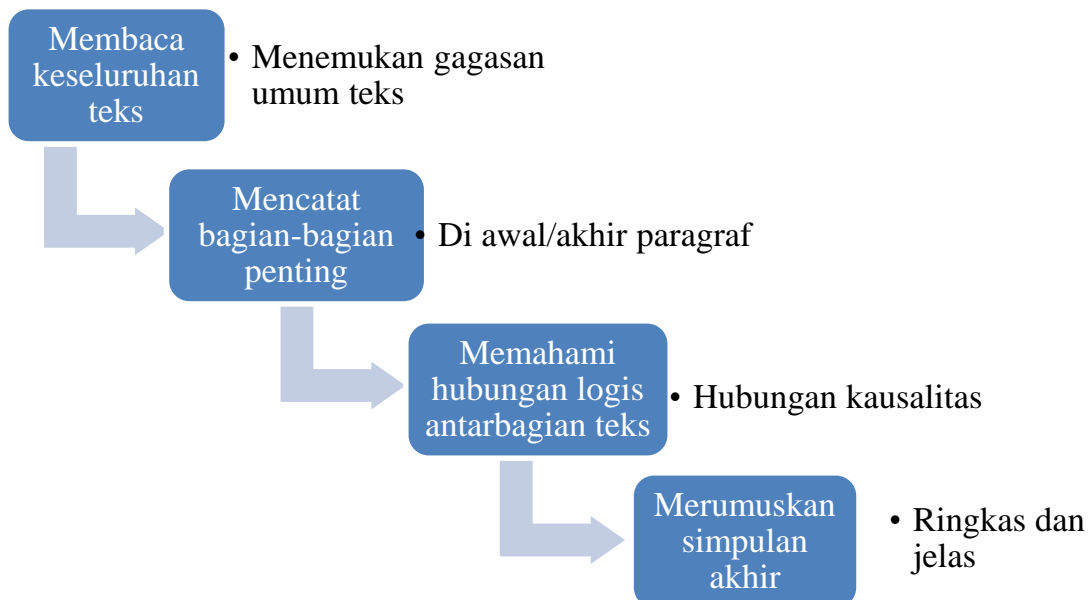 Membaca
keseluruhan
teks
• Menemukan gagasan
umum teks
Mencatat
bagian-bagian
penting
• Di awal/akhir paragraf
Memahami
hubungan logis
antarbagian teks
• Hubungan kausalitas
Merumuskan
simpulan
akhir
• Ringkas dan
jelas